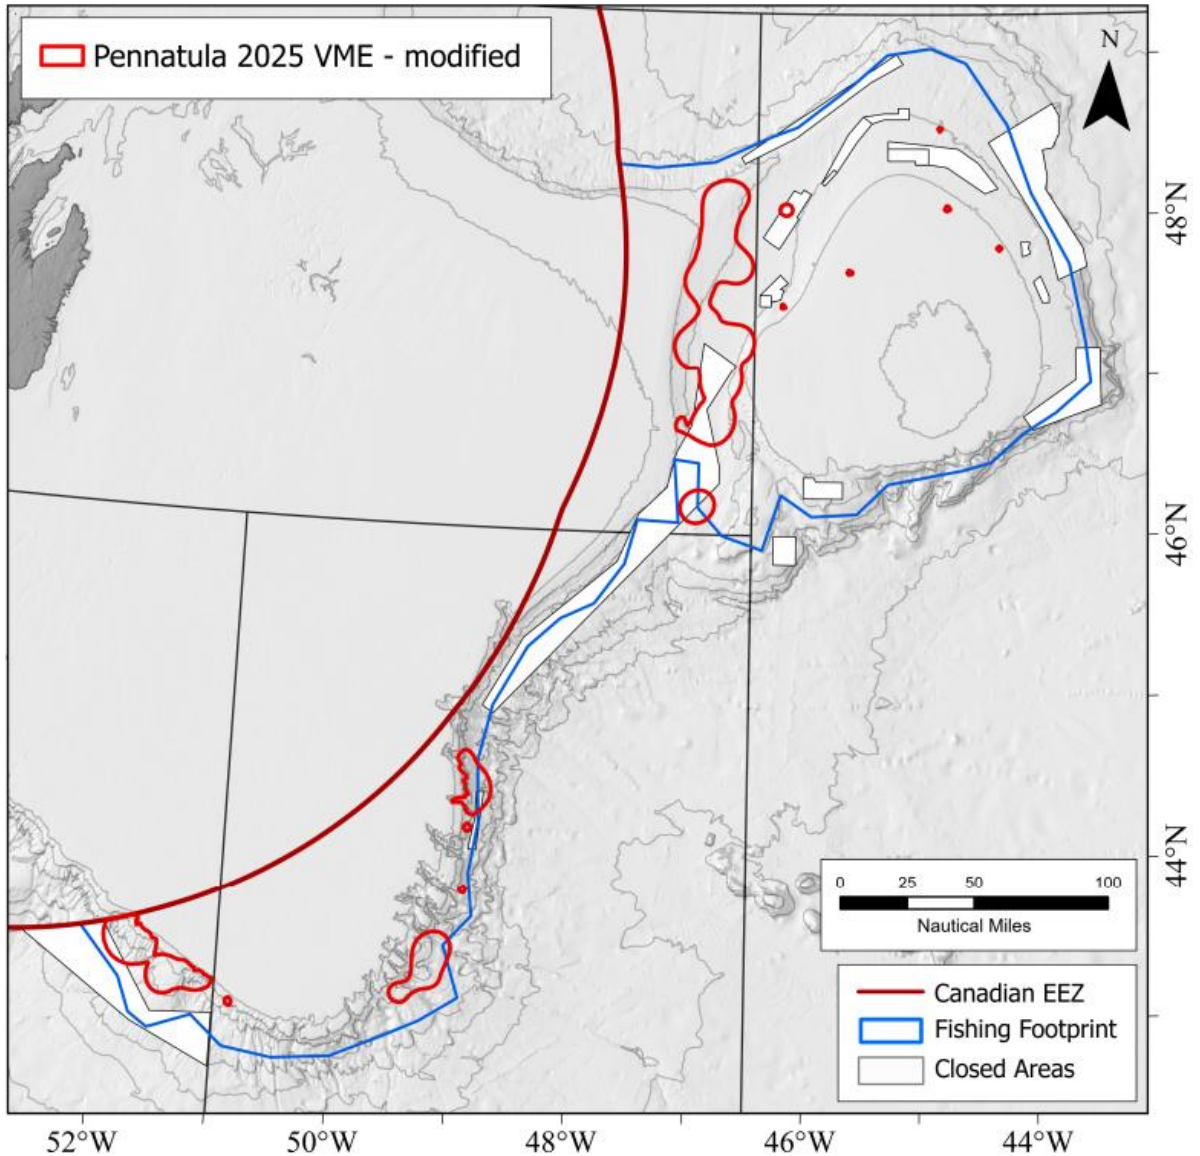 Pennatula 2025 VME - modified
N
48°N
46°N
44°N
0 25 50 100
Nautical Miles
Canadian EEZ
Fishing Footprint
Closed Areas
52°W 50°W 48°W 46°W 44°W